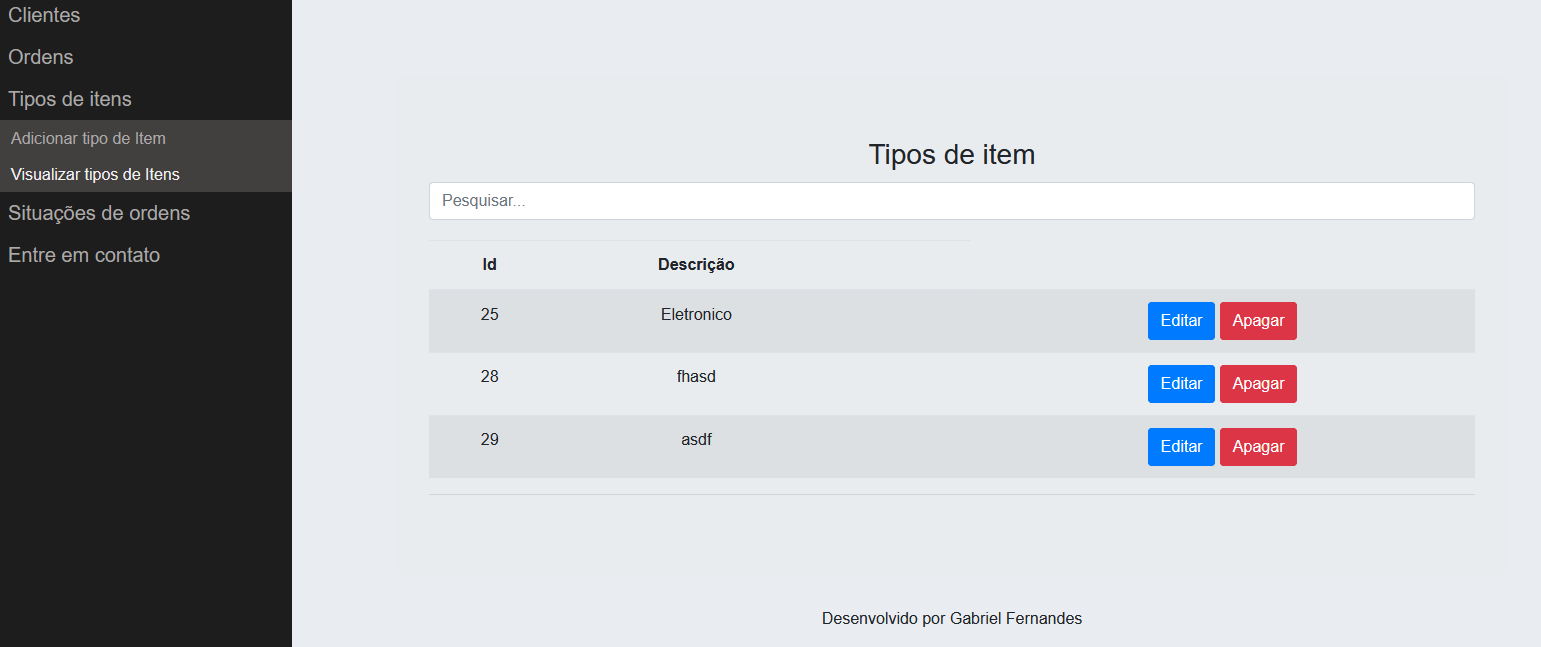 Clientes
Ordens
Tipos de itens
Adicionar tipo de Item
Visualizar tipos de Itens
Situações de ordens
Entre em contato
Tipos de item
Pesquisar...
Id Descrição
25 Eletronico Editar Apagar
28 fhasd Editar Apagar
29 asdf Editar Apagar
Desenvolvido por Gabriel Fernandes